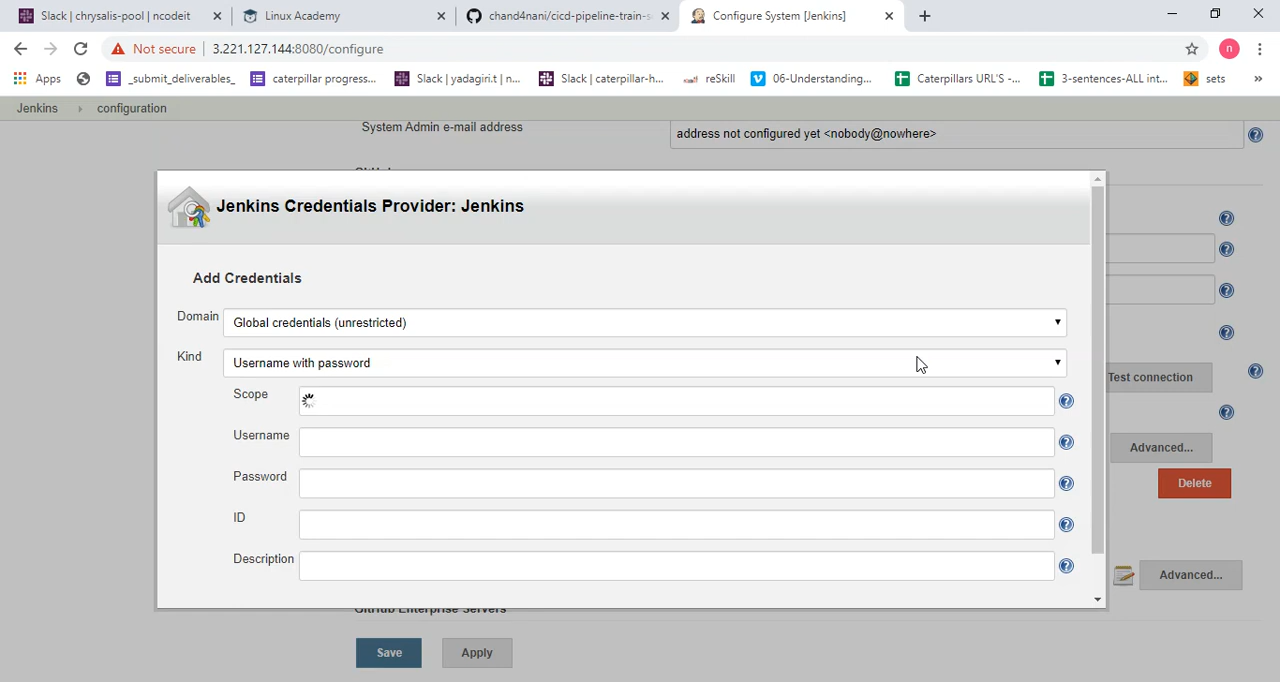 Slack | chrysalis-pool | ncodeit
Linux Academy
chand4nani/cicd-pipeline-train-s
Configure System [Jenkins]
Not secure | 3.221.127.144:8080/configure
n
Apps
_submit_deliverables_
caterpillar progress...
Slack | yadagiri.t | n...
Slack | caterpillar-h...
reSkill
06-Understanding...
Caterpillars URL'S -...
3-sentences-ALL int...
sets
»
Jenkins
configuration
System Admin e-mail address
address not configured yet <nobody@nowhere>
Jenkins Credentials Provider: Jenkins
Add Credentials
Domain
Global credentials (unrestricted)
Kind
Username with password
Test connection
Scope
Username
Advanced...
Password
Delete
ID
Description
Advanced...
GitHub Enterprise Servers
Save
Apply